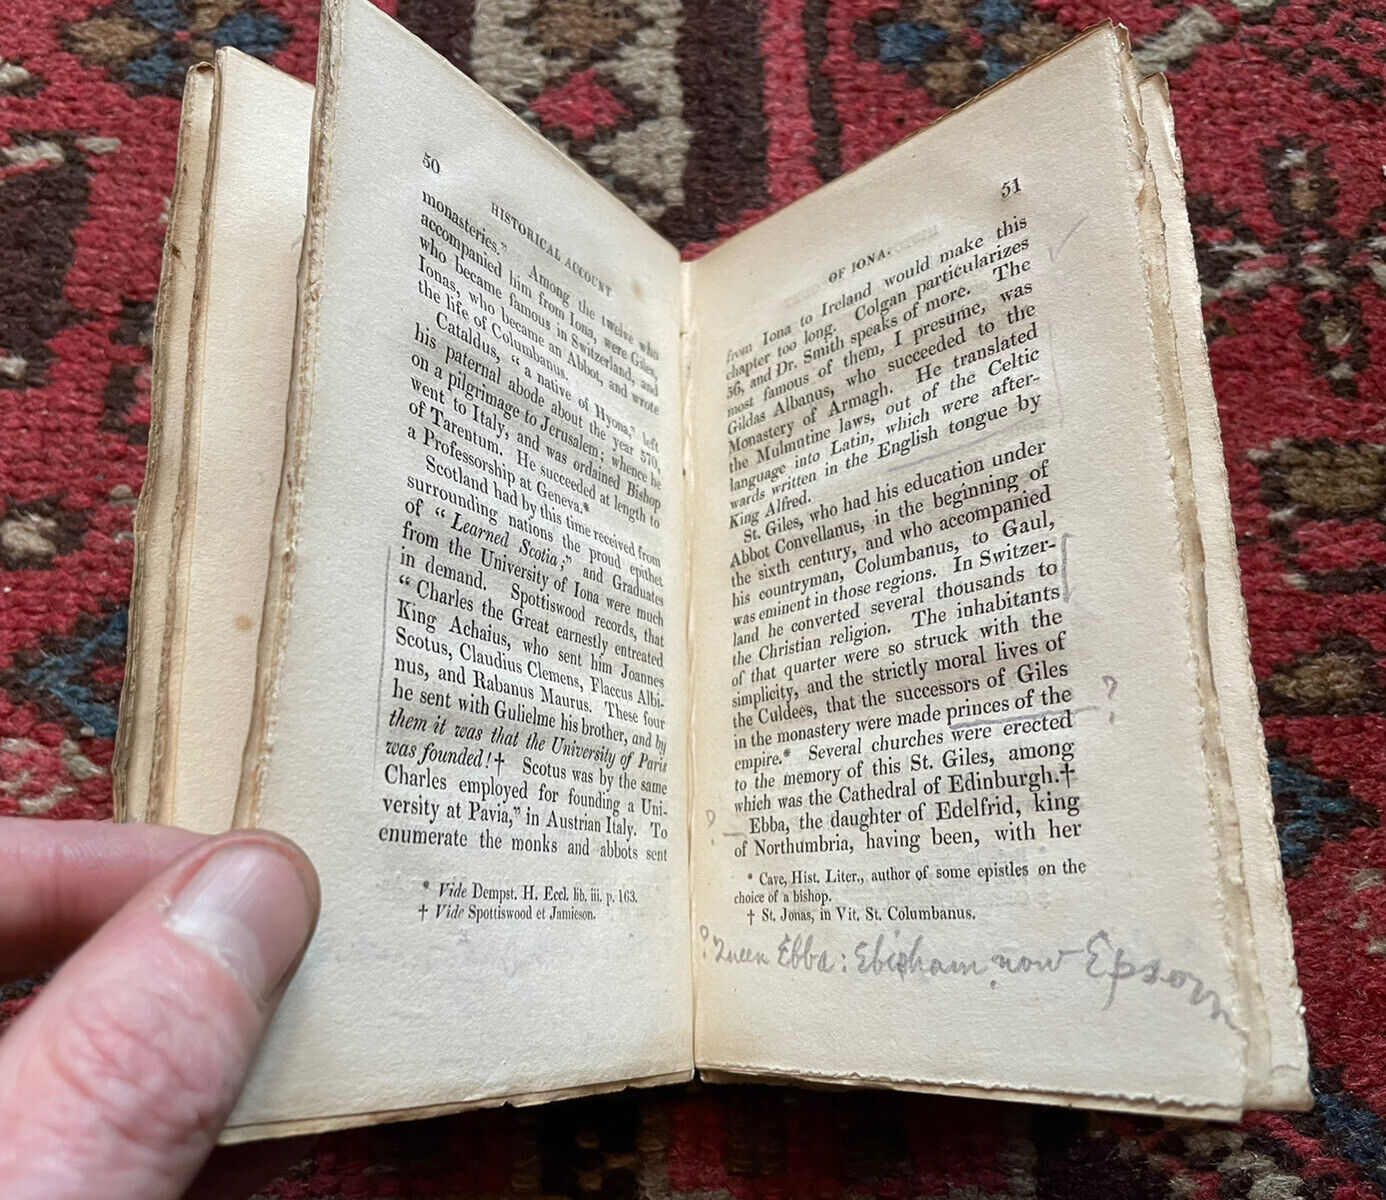 50
HISTORICAL ACCOUNT
monasteries." Among the twelve who
accompanied him from Iona, were Giles,
who became famous in Switzerland, and
Ionas, who became an Abbot, and wrote
the life of Columbanus.
Cataldus, "a native of Hyona," left
his paternal abode about the year 570,
on a pilgrimage to Jerusalem; whence he
went to Italy, and was ordained Bishop
of Tarentum. He succeeded at length to
a Professorship at Geneva.*
Scotland had by this time received from
surrounding nations the proud epithet
of "Learned Scotia;" and Graduates
from the University of Iona were much
in demand. Spottiswood records, that
"Charles the Great earnestly entreated
King Achaius, who sent him Joannes
Scotus, Claudius Clemens, Flaccus Albi-
nus, and Rabanus Maurus. These four
he sent with Gulielme his brother, and by
them it was that the University of Paris
was founded!† Scotus was by the same
Charles employed for founding a Uni-
versity at Pavia," in Austrian Italy. To
enumerate the monks and abbots sent
* Vide Dempst. H. Eccl. lib. iii. p. 163.
† Vide Spottiswood et Jamieson.
51
OF IONA.
from Iona to Ireland would make this
chapter too long. Colgan particularizes
56, and Dr. Smith speaks of more. The
most famous of them, I presume, was
Gildas Albanus, who succeeded to the
Monastery of Armagh. He translated
the Mulmutine laws, out of the Celtic
language into Latin, which were after-
wards written in the English tongue by
King Alfred.
St. Giles, who had his education under
Abbot Convellanus, in the beginning of
the sixth century, and who accompanied
his countryman, Columbanus, to Gaul,
was eminent in those regions. In Switzer-
land he converted several thousands to
the Christian religion. The inhabitants
of that quarter were so struck with the
simplicity, and the strictly moral lives of
the Culdees, that the successors of Giles
in the monastery were made princes of the ?
empire.* Several churches were erected
to the memory of this St. Giles, among
which was the Cathedral of Edinburgh.†
? Ebba, the daughter of Edelfrid, king
of Northumbria, having been, with her
* Cave, Hist. Liter., author of some epistles on the
choice of a bishop.
† St. Jonas, in Vit. St. Columbanus.
? Queen Ebba: Ebisham now Epsom